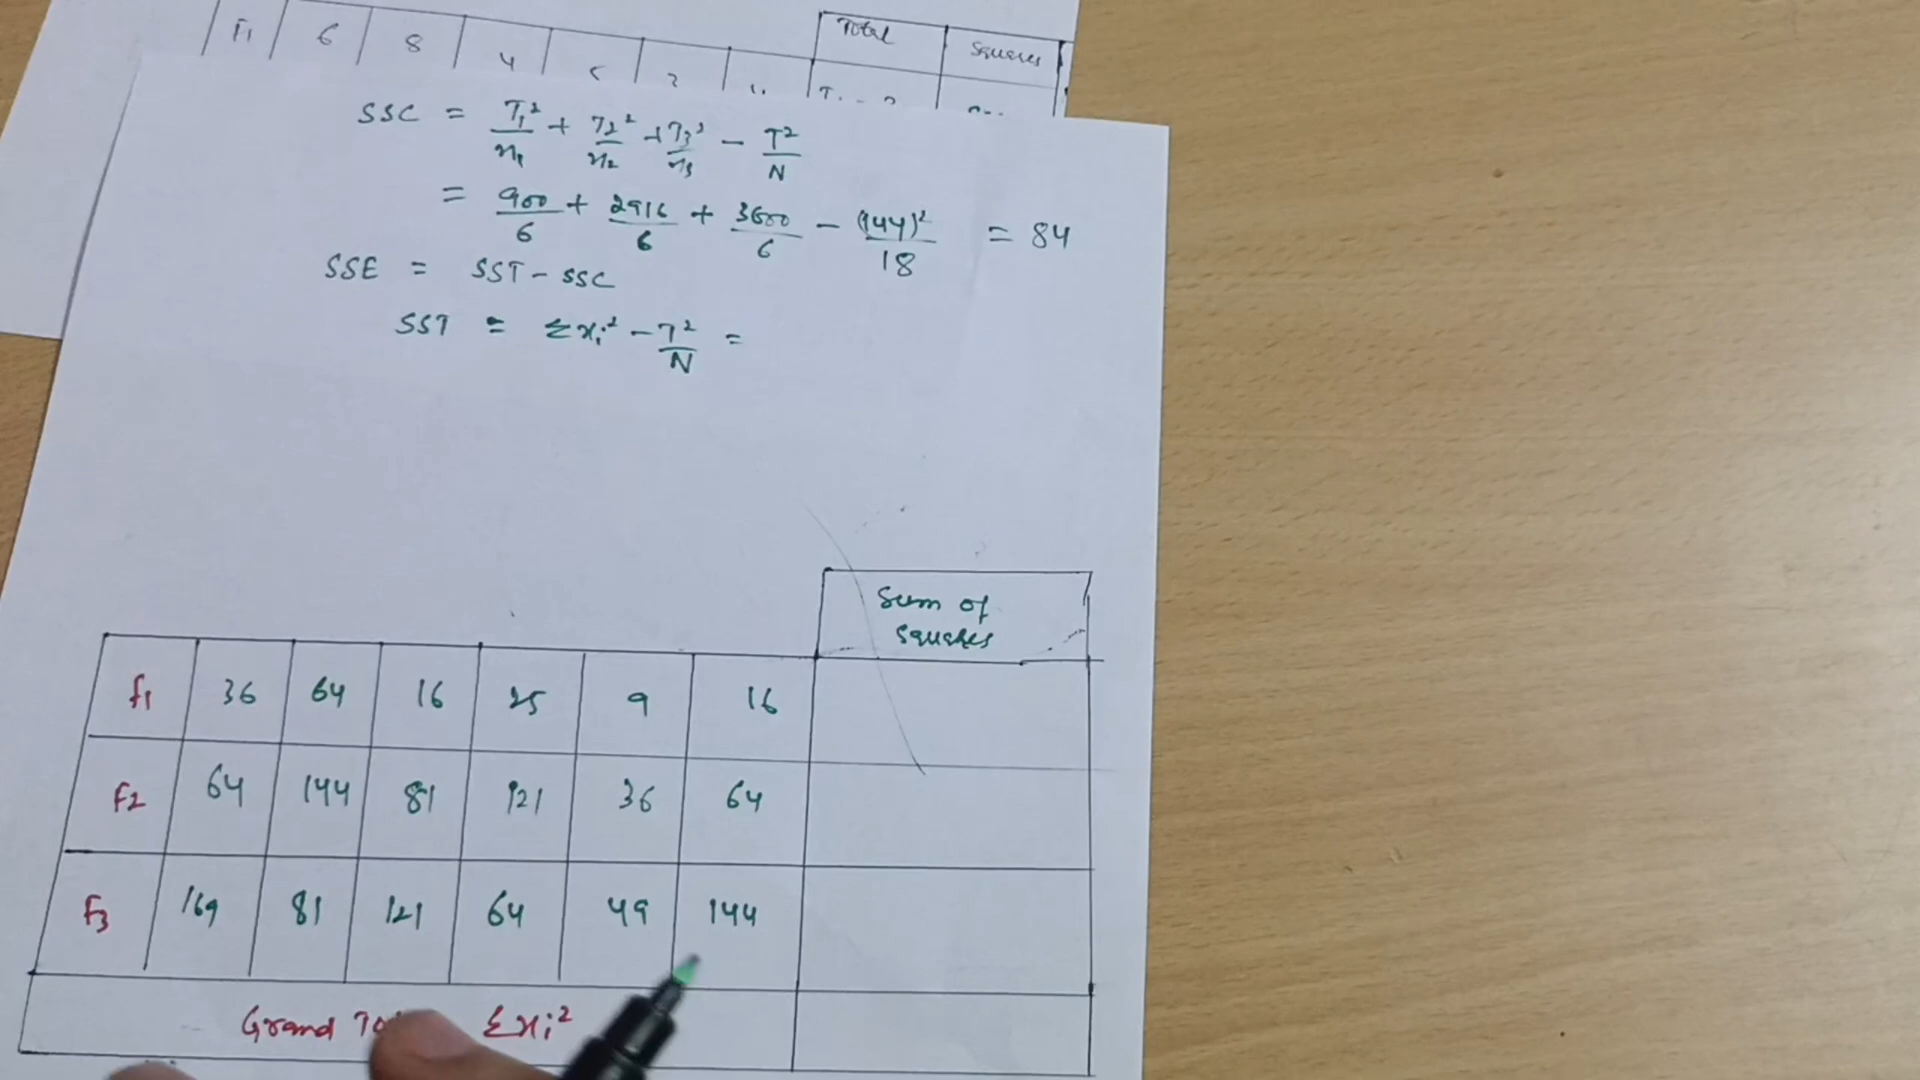 F1 6 8 4 Total Squares
SSC = T₁²/n₁ + T₂²/n₂ + T₃²/n₃ − T²/N
= 900/6 + 2916/6 + 3600/6 − (144)²/18 = 84
SSE = SST - SSC
SST = Σxi² − T²/N =
Sum of
squares
F1 36 64 16 25 9 16
F2 64 144 81 121 36 64
F3 169 81 121 64 49 144
Grand Σxi²